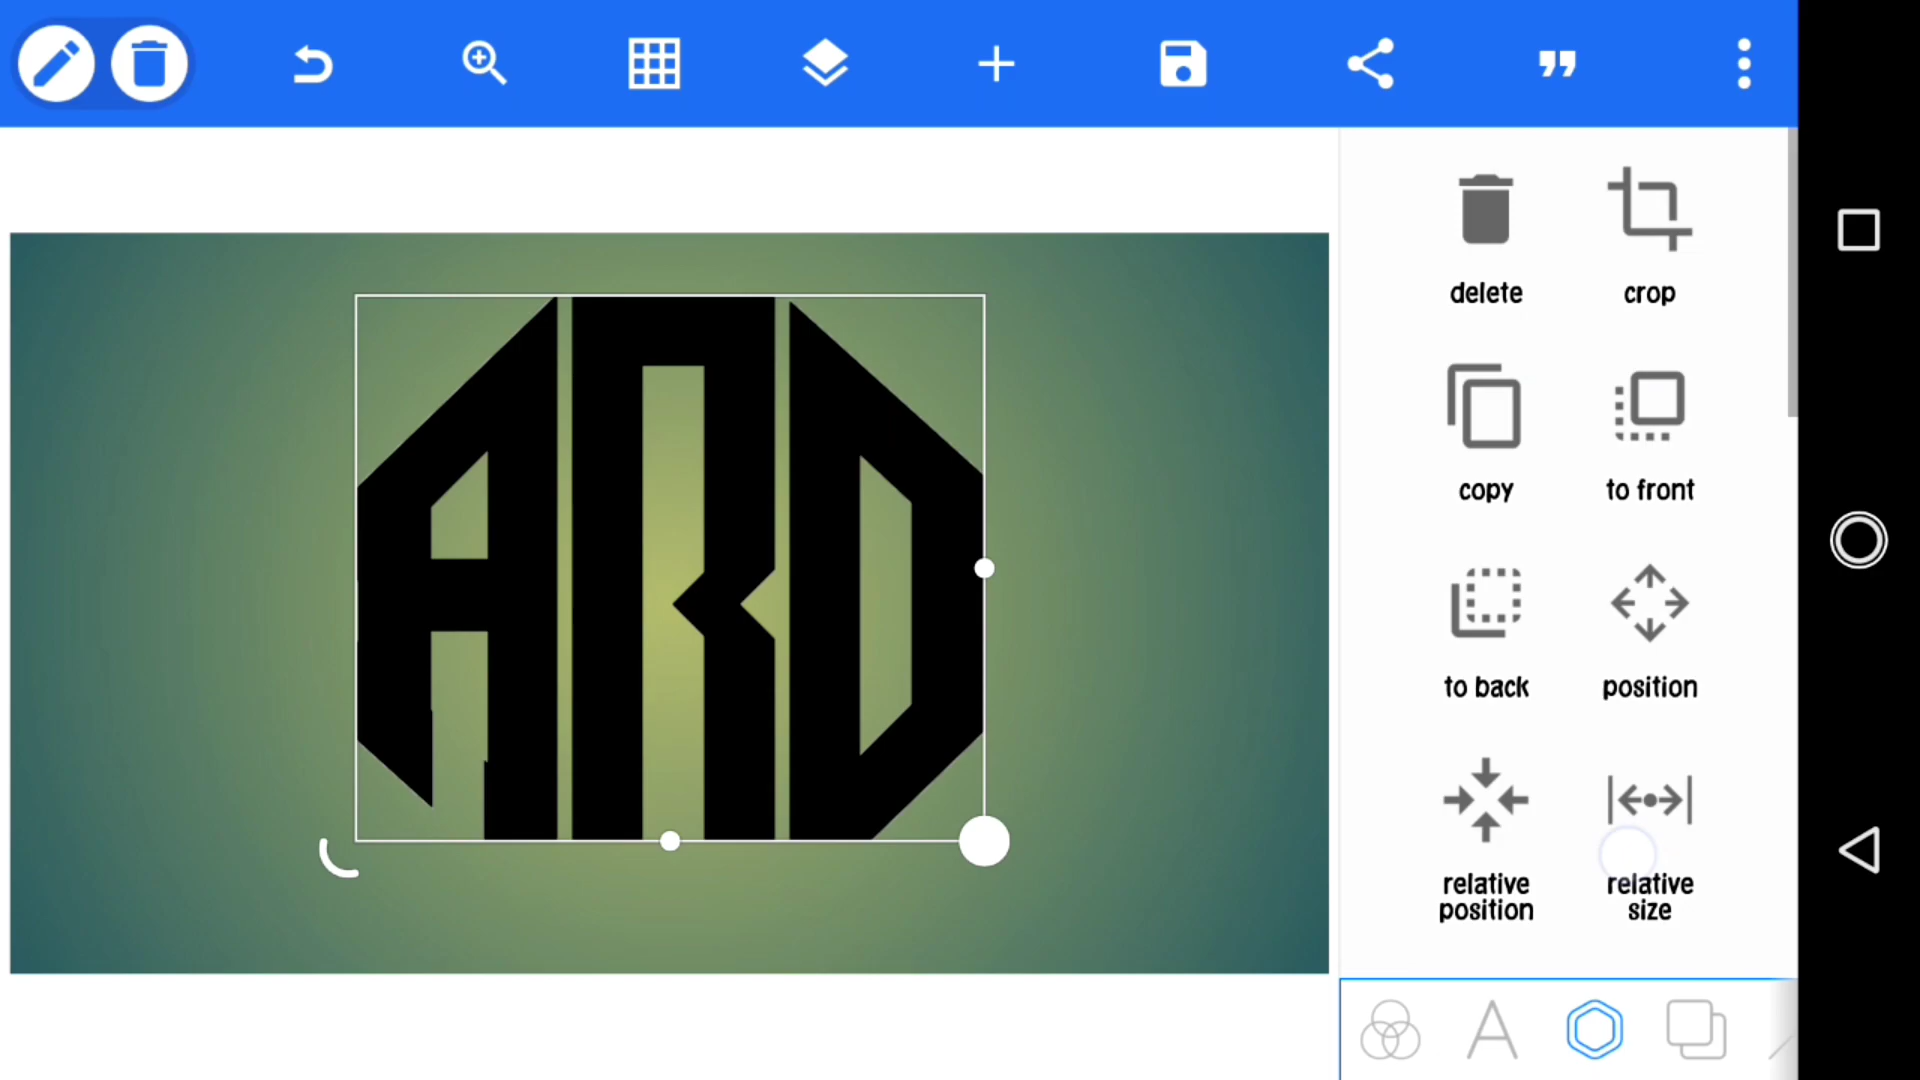 ARD
delete
crop
copy
to front
to back
position
relative
position
relative
size